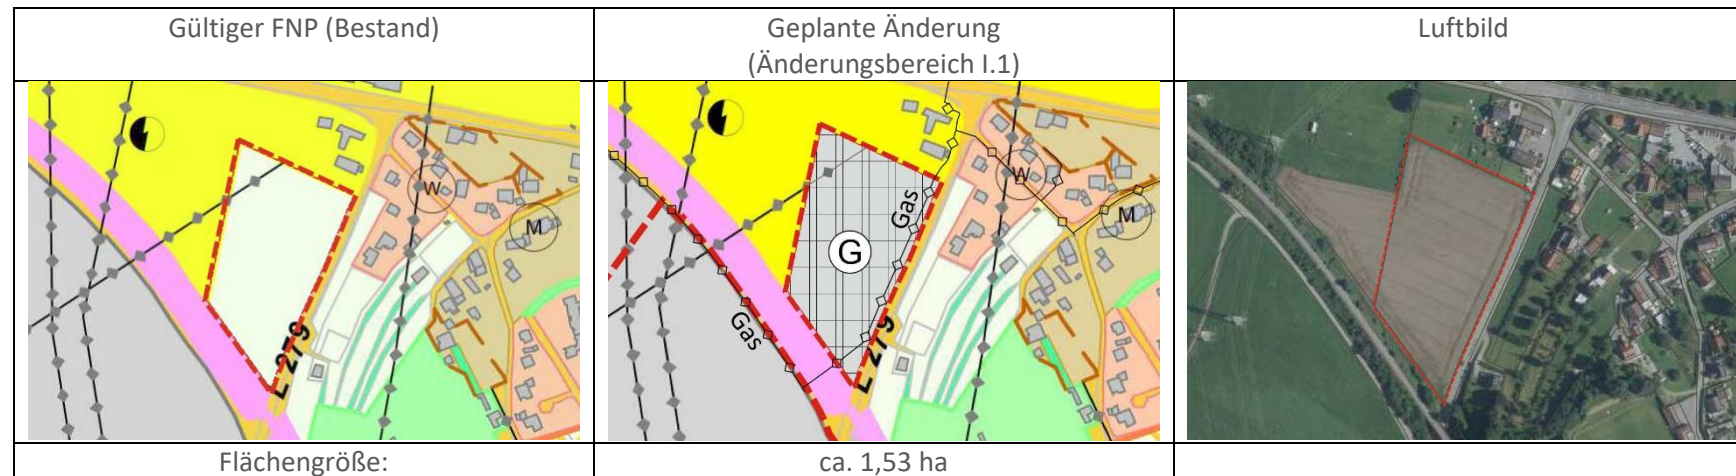 Gültiger FNP (Bestand)
Geplante Änderung
(Änderungsbereich I.1)
Luftbild
W
M
L 279
Gas
W
M
G
Gas
L 279
Flächengröße:
ca. 1,53 ha